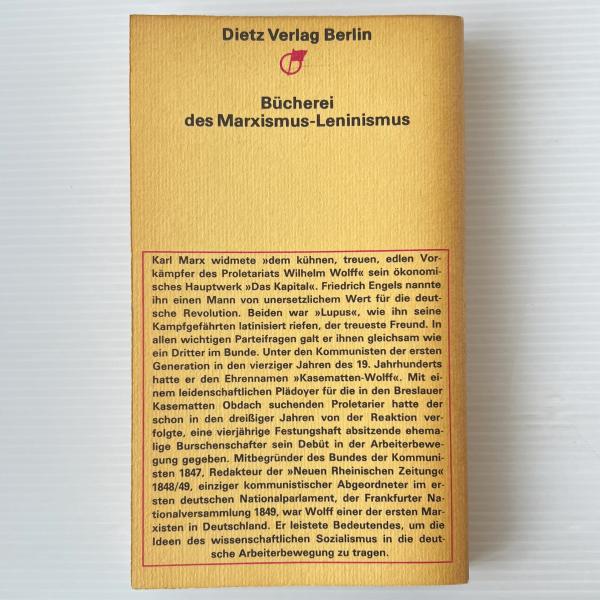 Dietz Verlag Berlin
Bücherei
des Marxismus-Leninismus
Karl Marx widmete »dem kühnen, treuen, edlen Vor-
kämpfer des Proletariats Wilhelm Wolff« sein ökonomi-
sches Hauptwerk »Das Kapital«. Friedrich Engels nannte
ihn einen Mann von unersetzlichem Wert für die deut-
sche Revolution. Beiden war »Lupus«, wie ihn seine
Kampfgefährten latinisiert riefen, der treueste Freund. In
allen wichtigen Parteifragen galt er ihnen gleichsam wie
ein Dritter im Bunde. Unter den Kommunisten der ersten
Generation in den vierziger Jahren des 19. Jahrhunderts
hatte er den Ehrennamen »Kasematten-Wolff«. Mit ei-
nem leidenschaftlichen Plädoyer für die in den Breslauer
Kasematten Obdach suchenden Proletarier hatte der
schon in den dreißiger Jahren von der Reaktion ver-
folgte, eine vierjährige Festungshaft absitzende ehema-
lige Burschenschafter sein Debüt in der Arbeiterbewe-
gung gegeben. Mitbegründer des Bundes der Kommuni-
sten 1847, Redakteur der »Neuen Rheinischen Zeitung«
1848/49, einziger kommunistischer Abgeordneter im er-
sten deutschen Nationalparlament, der Frankfurter Na-
tionalversammlung 1849, war Wolff einer der ersten Mar-
xisten in Deutschland. Er leistete Bedeutendes, um die
Ideen des wissenschaftlichen Sozialismus in die deut-
sche Arbeiterbewegung zu tragen.